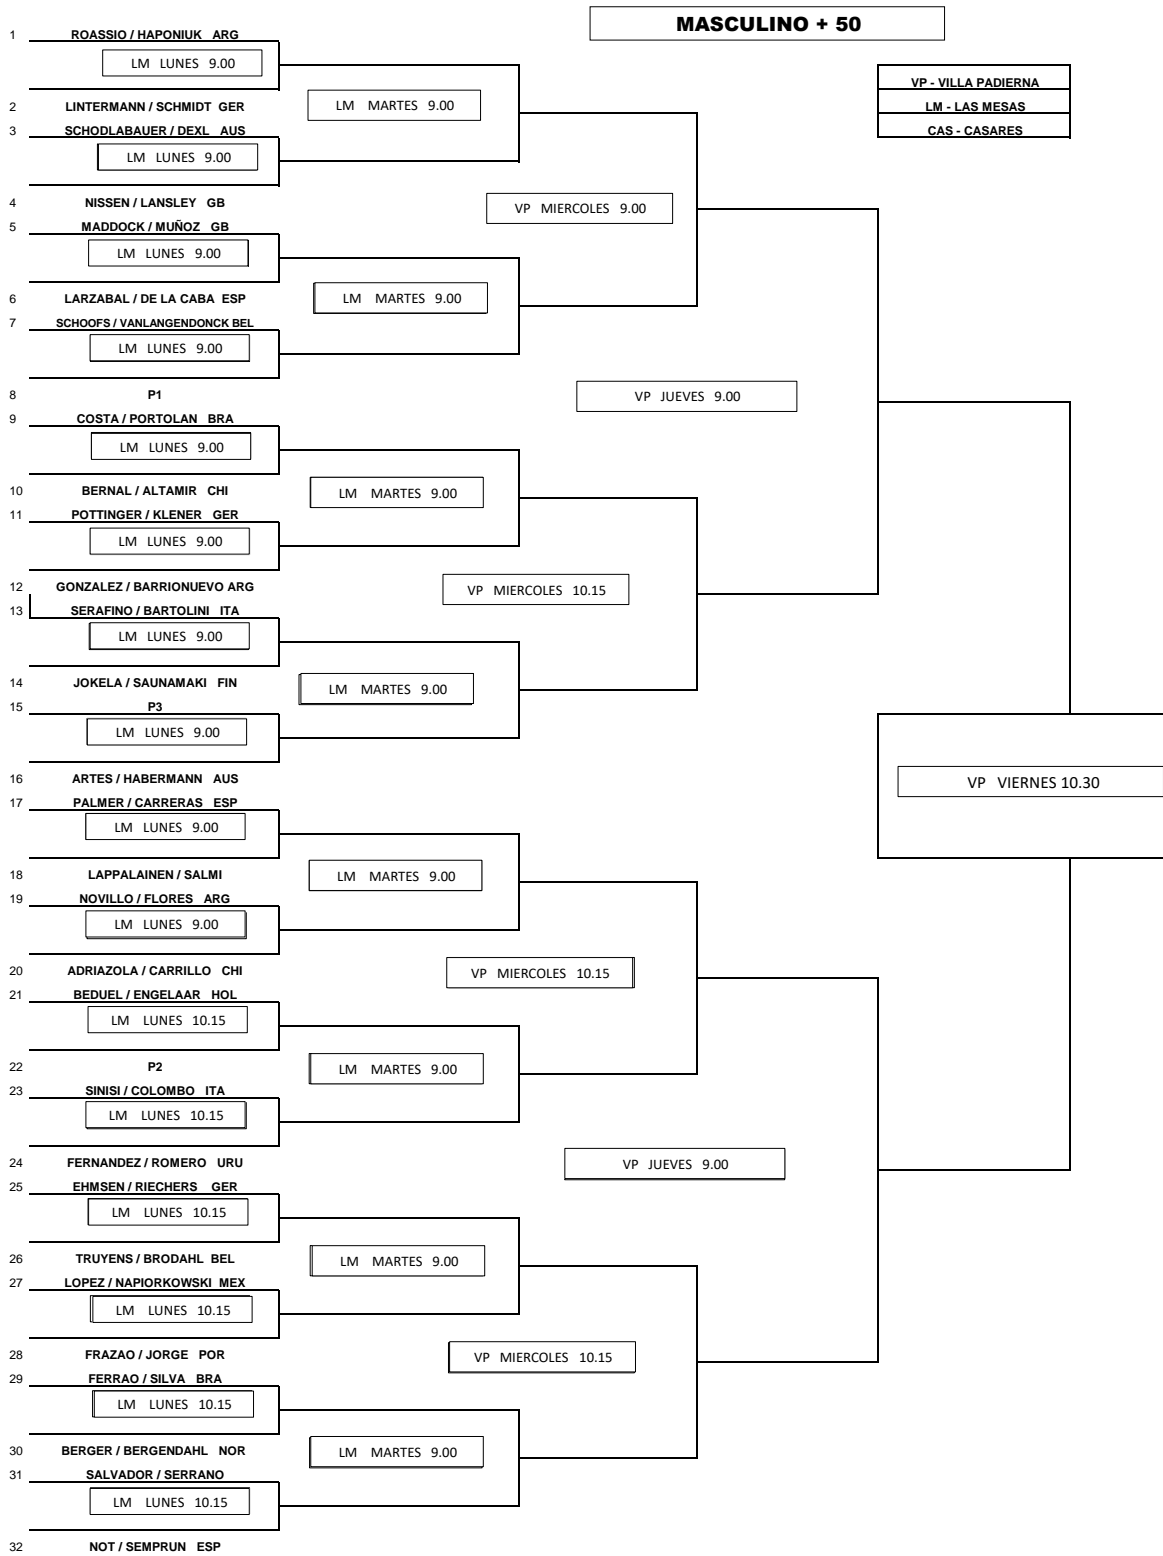 MASCULINO + 50
VP - VILLA PADIERNA
LM - LAS MESAS
CAS - CASARES
1 ROASSIO / HAPONIUK ARG
LM LUNES 9.00
LM MARTES 9.00
2 LINTERMANN / SCHMIDT GER
3 SCHODLABAUER / DEXL AUS
LM LUNES 9.00
4 NISSEN / LANSLEY GB
VP MIERCOLES 9.00
5 MADDOCK / MUÑOZ GB
LM LUNES 9.00
6 LARZABAL / DE LA CABA ESP
LM MARTES 9.00
7 SCHOOFS / VANLANGENDONCK BEL
LM LUNES 9.00
8 P1
VP JUEVES 9.00
9 COSTA / PORTOLAN BRA
LM LUNES 9.00
10 BERNAL / ALTAMIR CHI
LM MARTES 9.00
11 POTTINGER / KLENER GER
LM LUNES 9.00
12 GONZALEZ / BARRIONUEVO ARG
VP MIERCOLES 10.15
13 SERAFINO / BARTOLINI ITA
LM LUNES 9.00
14 JOKELA / SAUNAMAKI FIN
LM MARTES 9.00
15 P3
LM LUNES 9.00
16 ARTES / HABERMANN AUS
VP VIERNES 10.30
17 PALMER / CARRERAS ESP
LM LUNES 9.00
18 LAPPALAINEN / SALMI
LM MARTES 9.00
19 NOVILLO / FLORES ARG
LM LUNES 9.00
20 ADRIAZOLA / CARRILLO CHI
VP MIERCOLES 10.15
21 BEDUEL / ENGELAAR HOL
LM LUNES 10.15
22 P2
LM MARTES 9.00
23 SINISI / COLOMBO ITA
LM LUNES 10.15
24 FERNANDEZ / ROMERO URU
VP JUEVES 9.00
25 EHMSEN / RIECHERS GER
LM LUNES 10.15
26 TRUYENS / BRODAHL BEL
LM MARTES 9.00
27 LOPEZ / NAPIORKOWSKI MEX
LM LUNES 10.15
28 FRAZAO / JORGE POR
VP MIERCOLES 10.15
29 FERRAO / SILVA BRA
LM LUNES 10.15
30 BERGER / BERGENDAHL NOR
LM MARTES 9.00
31 SALVADOR / SERRANO
LM LUNES 10.15
32 NOT / SEMPRUN ESP